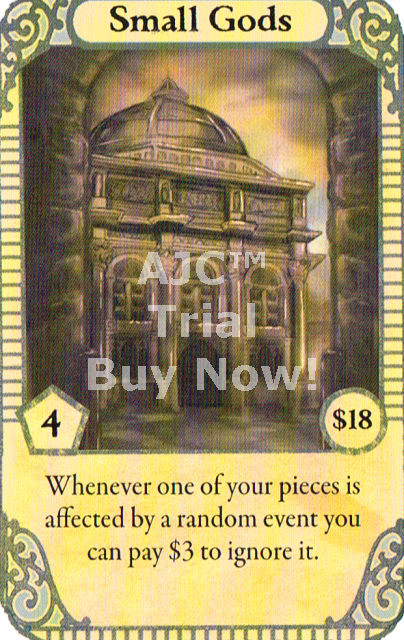 Small Gods
AJC™
Trial
Buy Now!
4
$18
Whenever one of your pieces is
affected by a random event you
can pay $3 to ignore it.